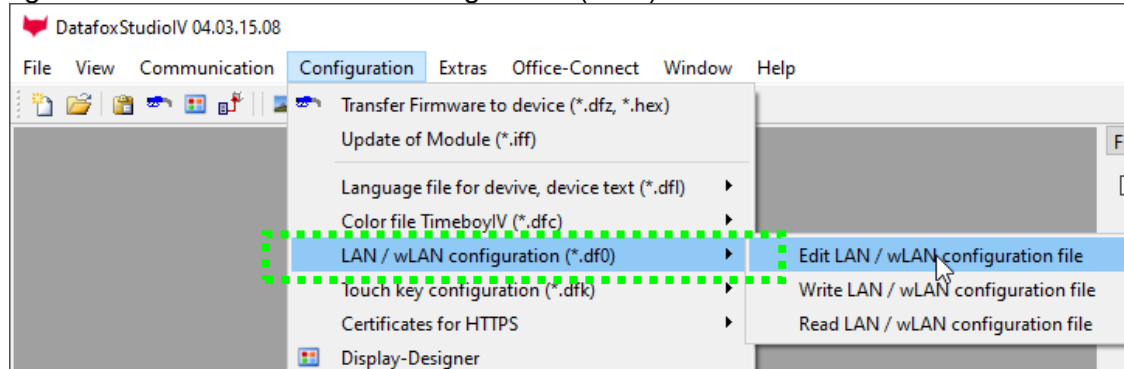 DatafoxStudioIV 04.03.15.08
File View Communication Configuration Extras Office-Connect Window Help
Transfer Firmware to device (*.dfz, *.hex)
Update of Module (*.iff)
Language file for devive, device text (*.dfl)
Color file TimeboyIV (*.dfc)
LAN / wLAN configuration (*.df0)
Edit LAN / wLAN configuration file
Touch key configuration (*.dfk)
Write LAN / wLAN configuration file
Certificates for HTTPS
Read LAN / wLAN configuration file
Display-Designer